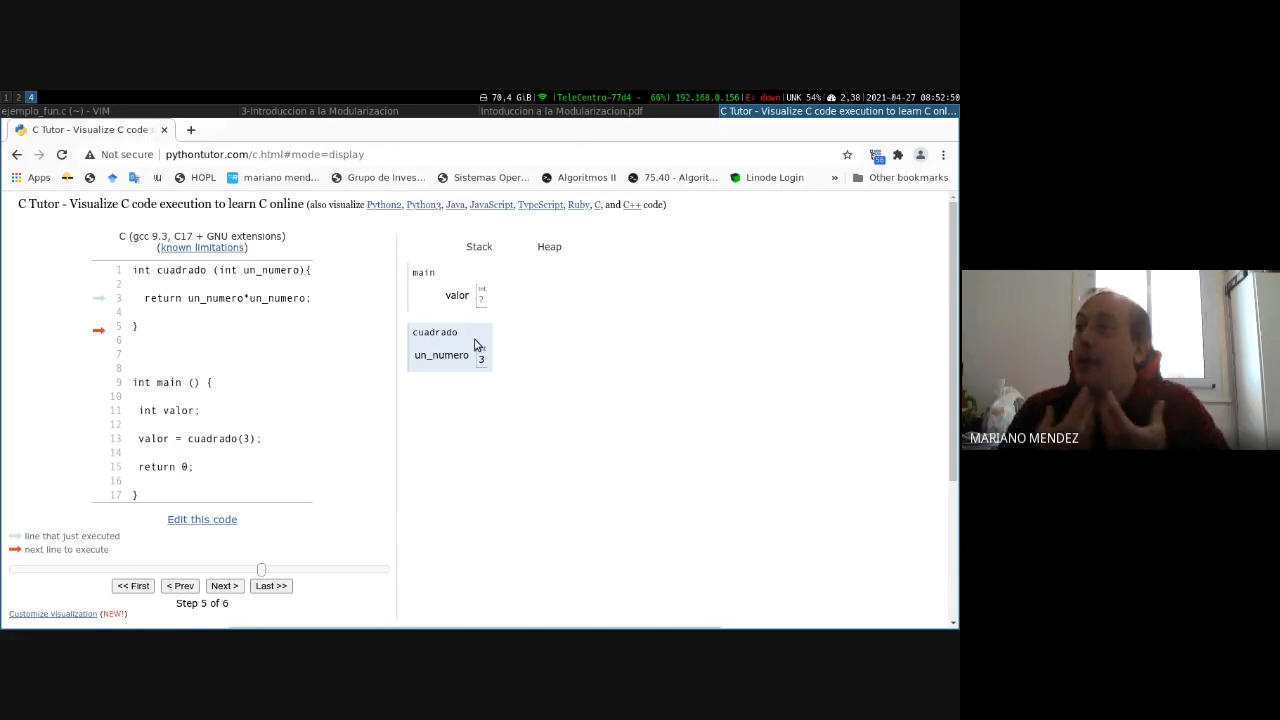 1 2 4
70,4 GiB| |TeleCentro-77d4 - 66%) 192.168.0.156|E: down|UNK 54%| 2,38|2021-04-27 08:52:50
ejemplo_fun.c (~) - VIM
3-Introduccion a la Modularizacion
Intoduccion a la Modularizacion.pdf
C Tutor - Visualize C code execution to learn C onl...
C Tutor - Visualize C code
Not secure | pythontutor.com/c.html#mode=display
58
Apps HOPL mariano mend... Grupo de Inves... Sistemas Oper... Algoritmos II 75.40 - Algorit... Linode Login » Other bookmarks
C Tutor - Visualize C code execution to learn C online (also visualize Python2, Python3, Java, JavaScript, TypeScript, Ruby, C, and C++ code)
C (gcc 9.3, C17 + GNU extensions)
(known limitations)
1 int cuadrado (int un_numero){
2
3 return un_numero*un_numero;
4
5 }
6
7
8
9 int main () {
10
11 int valor;
12
13 valor = cuadrado(3);
14
15 return 0;
16
17 }
Edit this code
line that just executed
next line to execute
<< First < Prev Next > Last >>
Step 5 of 6
Customize visualization (NEW!)
Stack Heap
main
int
valor ?
cuadrado
un_numero 3
MARIANO MENDEZ